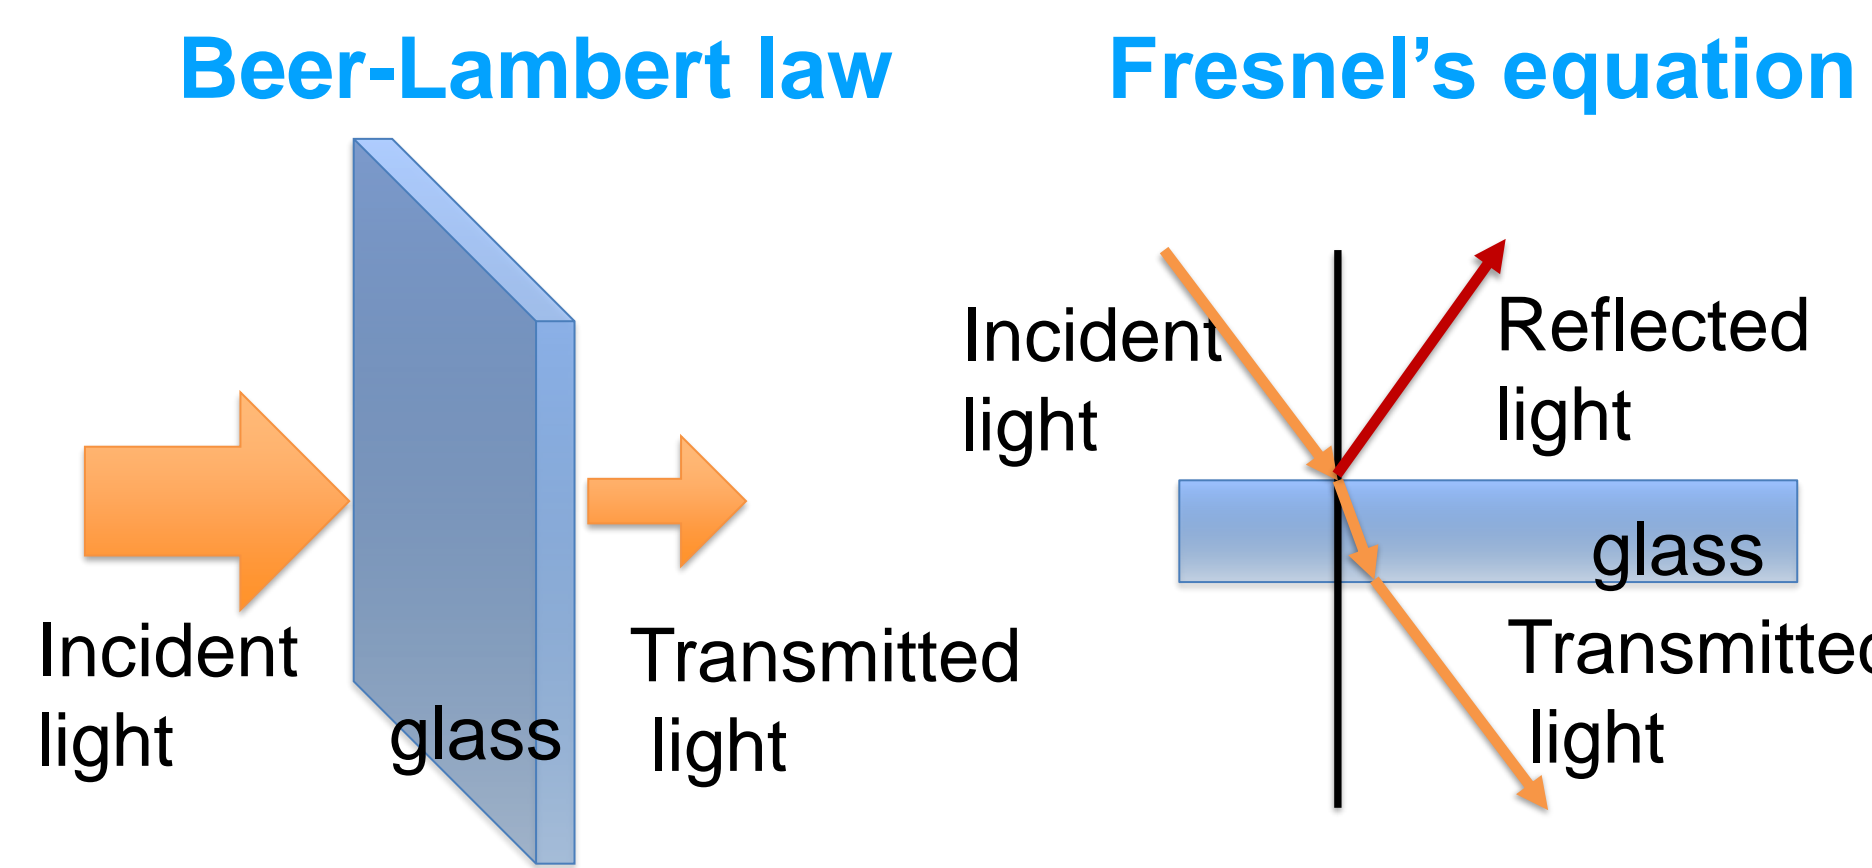 Beer-Lambert law
Incident
light
glass
Transmitted
light
Fresnel’s equation
Incident
light
Reflected
light
glass
Transmitted
light